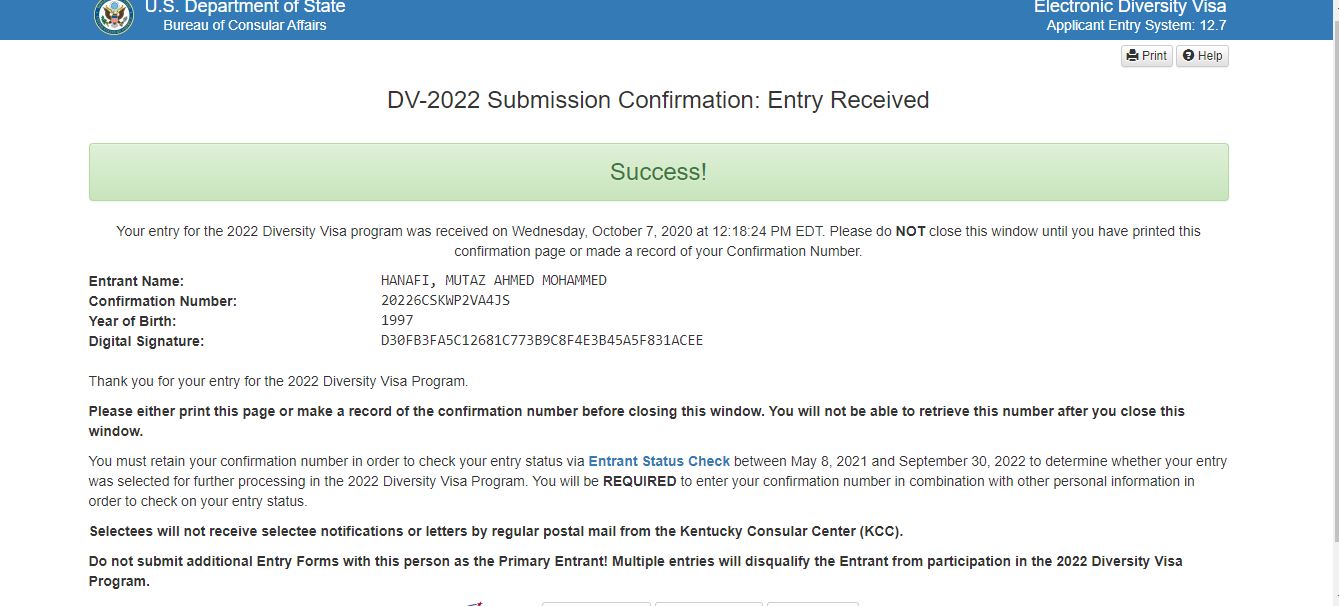 U.S. Department of State
Bureau of Consular Affairs
Electronic Diversity Visa
Applicant Entry System: 12.7
Print Help
DV-2022 Submission Confirmation: Entry Received
Success!
Your entry for the 2022 Diversity Visa program was received on Wednesday, October 7, 2020 at 12:18:24 PM EDT. Please do NOT close this window until you have printed this
confirmation page or made a record of your Confirmation Number.
Entrant Name: HANAFI, MUTAZ AHMED MOHAMMED
Confirmation Number: 20226CSKWP2VA4JS
Year of Birth: 1997
Digital Signature: D30FB3FA5C12681C773B9C8F4E3B45A5F831ACEE
Thank you for your entry for the 2022 Diversity Visa Program.
Please either print this page or make a record of the confirmation number before closing this window. You will not be able to retrieve this number after you close this
window.
You must retain your confirmation number in order to check your entry status via Entrant Status Check between May 8, 2021 and September 30, 2022 to determine whether your entry
was selected for further processing in the 2022 Diversity Visa Program. You will be REQUIRED to enter your confirmation number in combination with other personal information in
order to check on your entry status.
Selectees will not receive selectee notifications or letters by regular postal mail from the Kentucky Consular Center (KCC).
Do not submit additional Entry Forms with this person as the Primary Entrant! Multiple entries will disqualify the Entrant from participation in the 2022 Diversity Visa
Program.